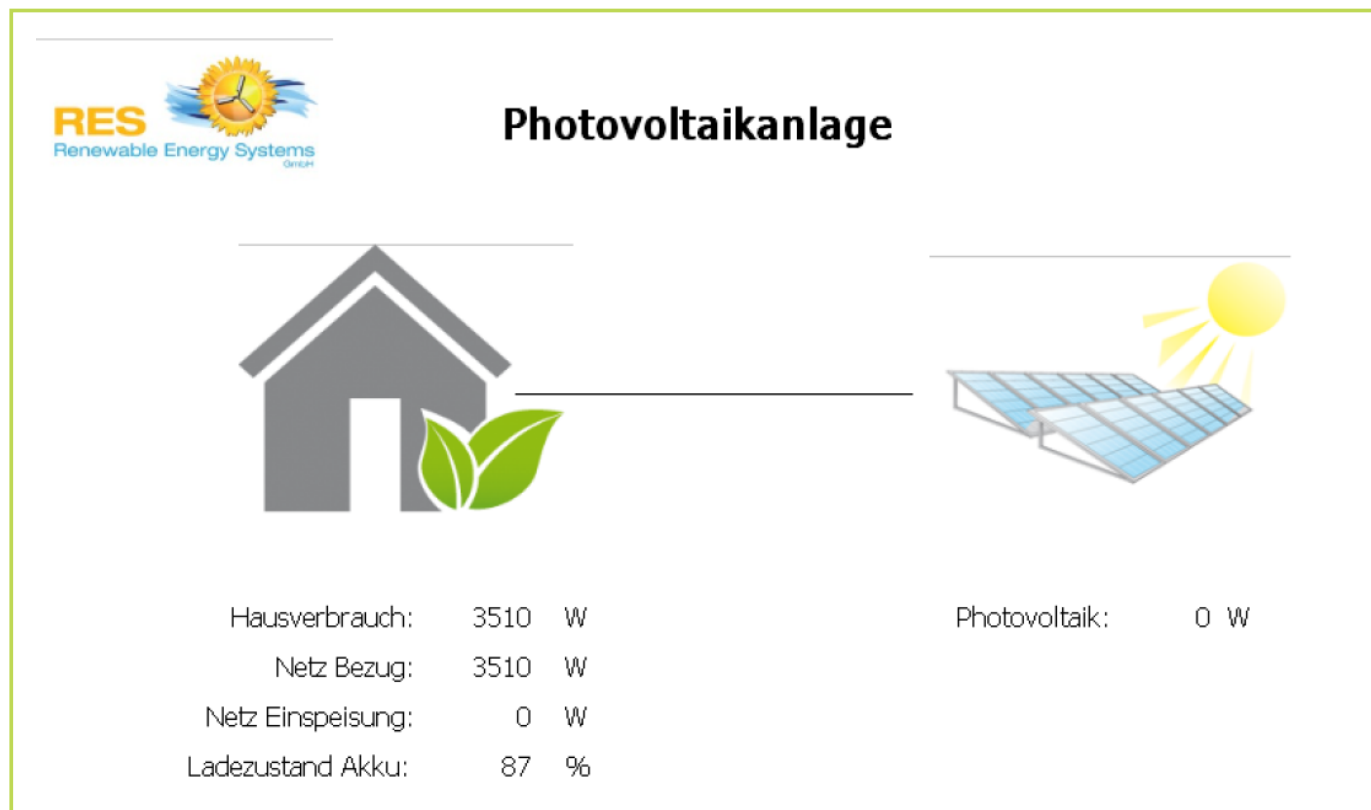 RES
Renewable Energy Systems
GmbH
Photovoltaikanlage
Hausverbrauch: 3510 W
Photovoltaik: 0 W
Netz Bezug: 3510 W
Netz Einspeisung: 0 W
Ladezustand Akku: 87 %